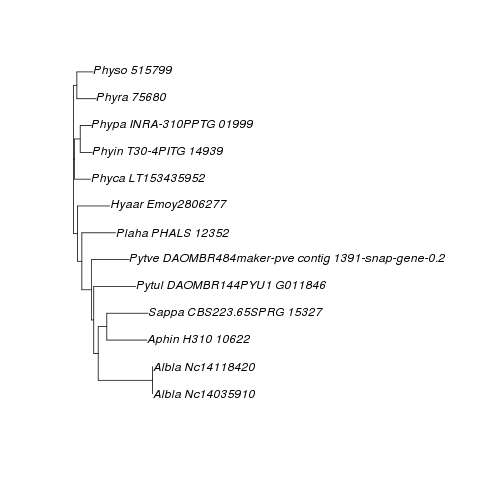 Physo 515799
Phyra 75680
Phypa INRA-310PPTG 01999
Phyin T30-4PITG 14939
Phyca LT153435952
Hyaar Emoy2806277
Plaha PHALS 12352
Pytve DAOMBR484maker-pve contig 1391-snap-gene-0.2
Pytul DAOMBR144PYU1 G011846
Sappa CBS223.65SPRG 15327
Aphin H310 10622
Albla Nc14118420
Albla Nc14035910